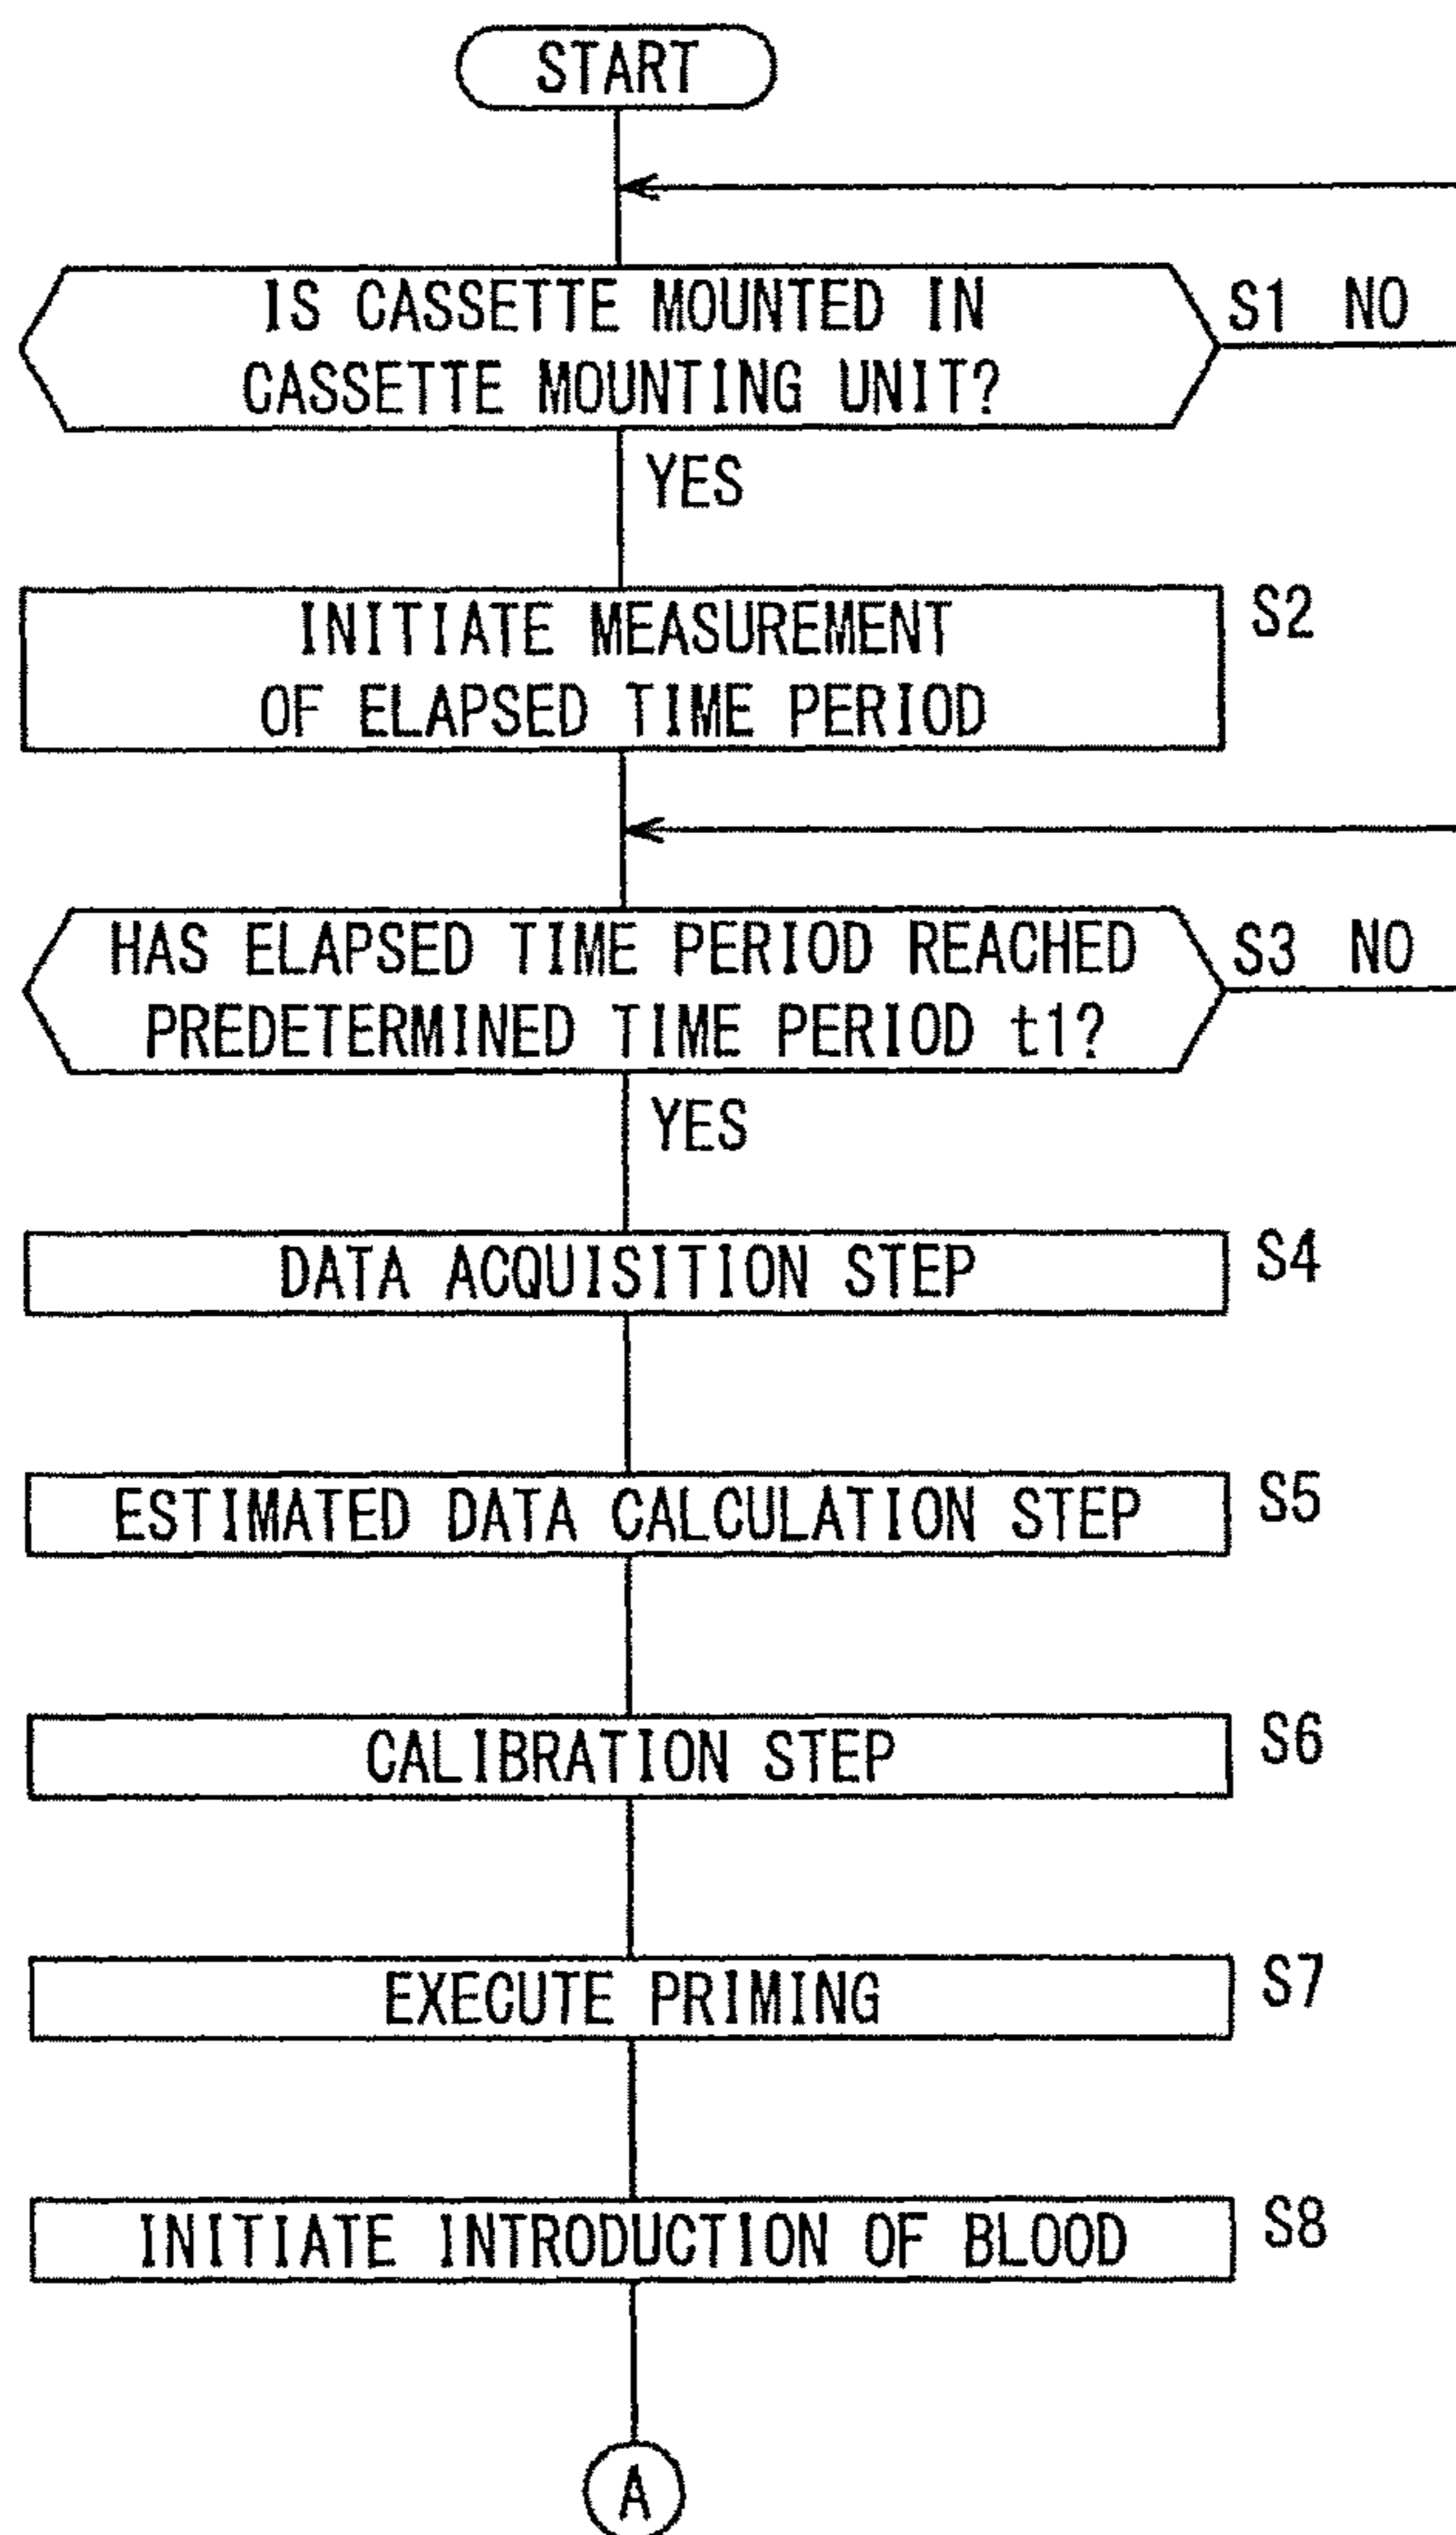 START
IS CASSETTE MOUNTED IN
CASSETTE MOUNTING UNIT?
S1 NO
YES
INITIATE MEASUREMENT
OF ELAPSED TIME PERIOD
S2
HAS ELAPSED TIME PERIOD REACHED
PREDETERMINED TIME PERIOD t1?
S3 NO
YES
DATA ACQUISITION STEP
S4
ESTIMATED DATA CALCULATION STEP
S5
CALIBRATION STEP
S6
EXECUTE PRIMING
S7
INITIATE INTRODUCTION OF BLOOD
S8
A